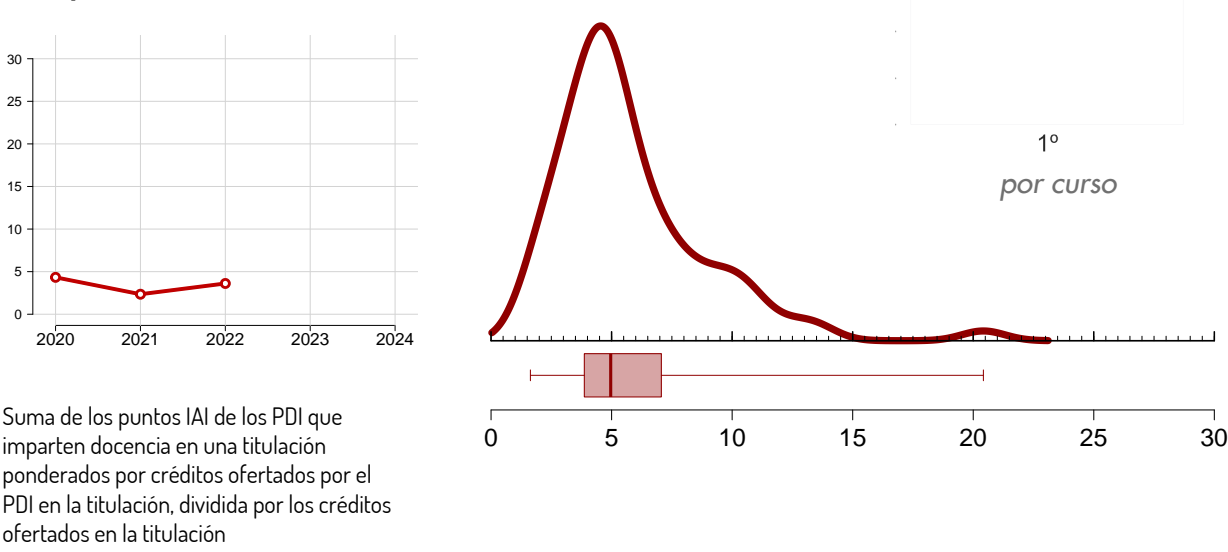 30
25
20
15
10
5
0
2020 2021 2022 2023 2024
Suma de los puntos IAI de los PDI que
imparten docencia en una titulación
ponderados por créditos ofertados por el
PDI en la titulación, dividida por los créditos
ofertados en la titulación
1º
por curso
0 5 10 15 20 25 30